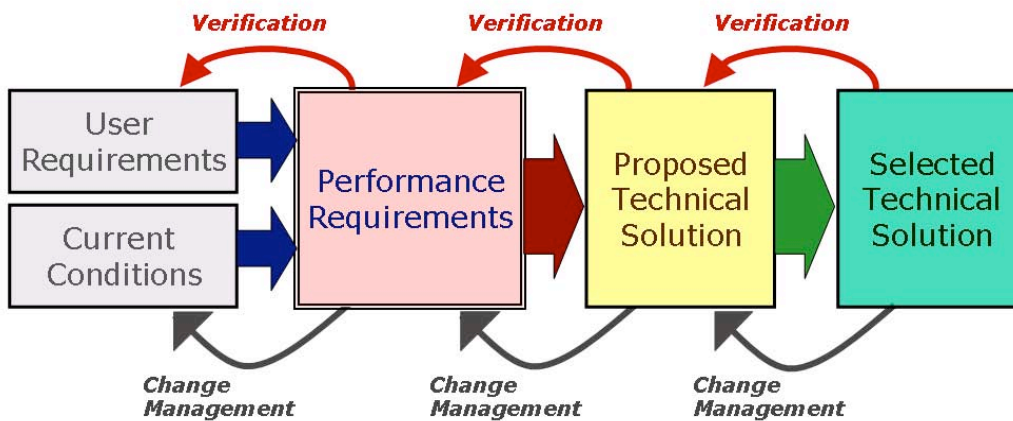 Verification
Verification
Verification
User
Requirements
Current
Conditions
Performance
Requirements
Proposed
Technical
Solution
Selected
Technical
Solution
Change
Management
Change
Management
Change
Management